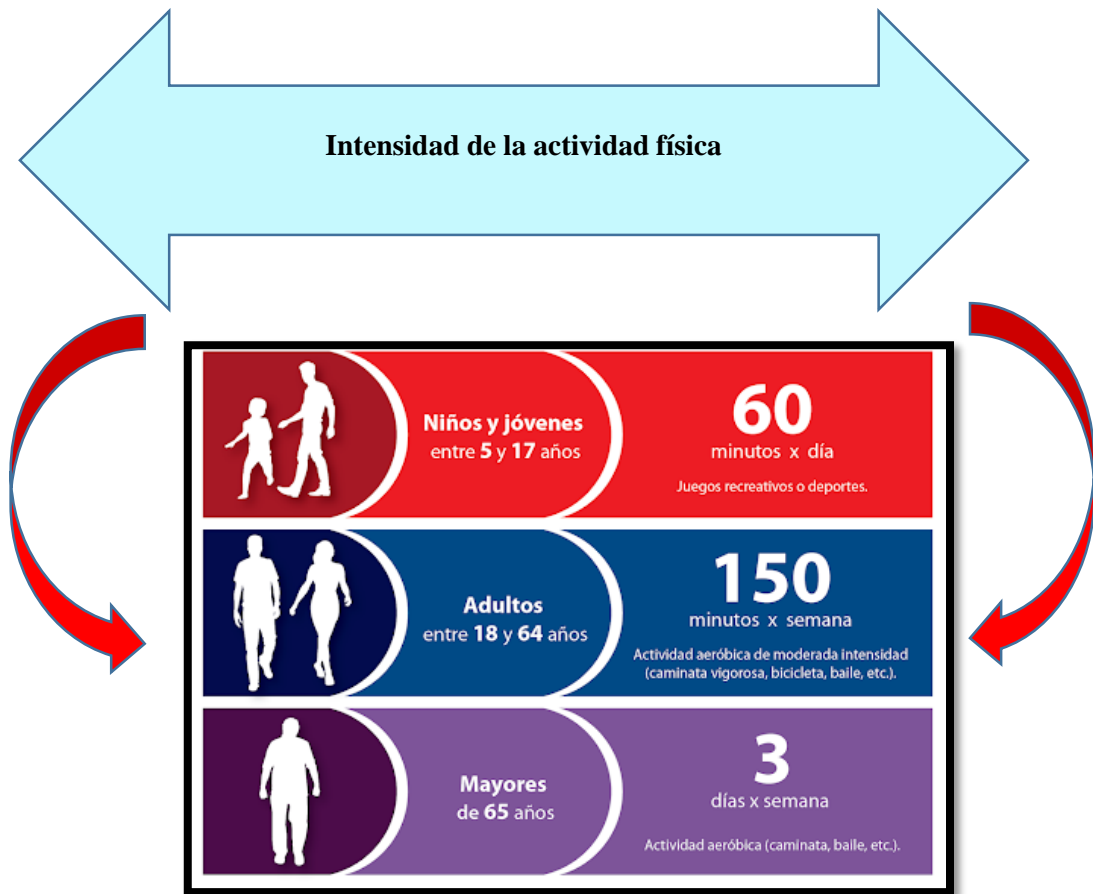 Intensidad de la actividad física
Niños y jóvenes
entre 5 y 17 años
60
minutos x día
Juegos recreativos o deportes.
Adultos
entre 18 y 64 años
150
minutos x semana
Actividad aeróbica de moderada intensidad
(caminata vigorosa, bicicleta, baile, etc.).
Mayores
de 65 años
3
días x semana
Actividad aeróbica (caminata, baile, etc.).